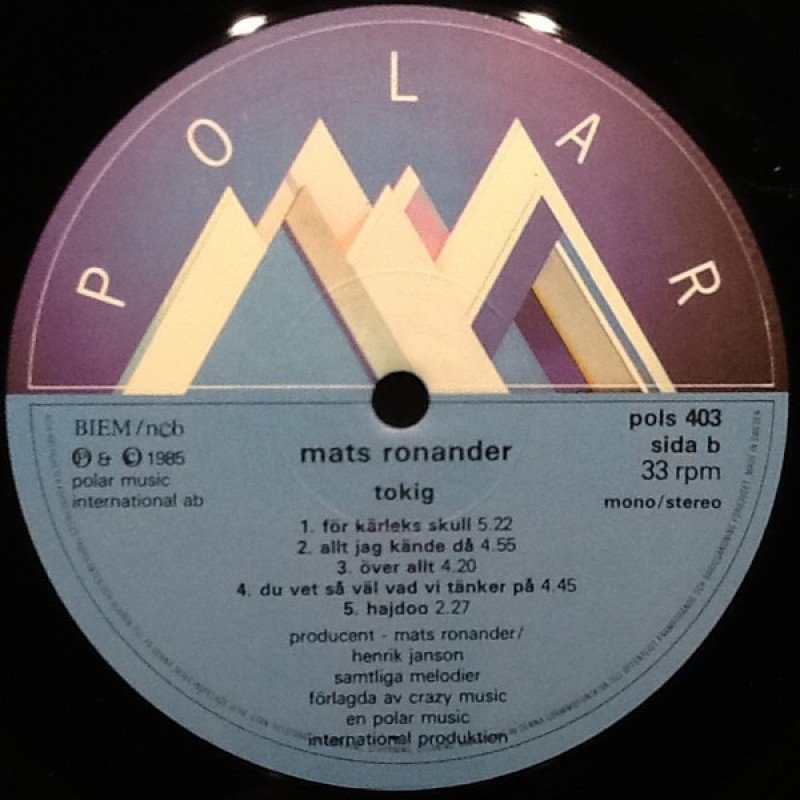 POLAR
BIEM/ncb
Ⓟ & © 1985
polar music
international ab
pols 403
sida b
33 rpm
mono/stereo
mats ronander
tokig
1. för kärleks skull 5.22
2. allt jag kände då 4.55
3. över allt 4.20
4. du vet så väl vad vi tänker på 4.45
5. hajdoo 2.27
producent - mats ronander/
henrik janson
samtliga melodier
förlagda av crazy music
en polar music
international produktion
MADE IN SWEDEN